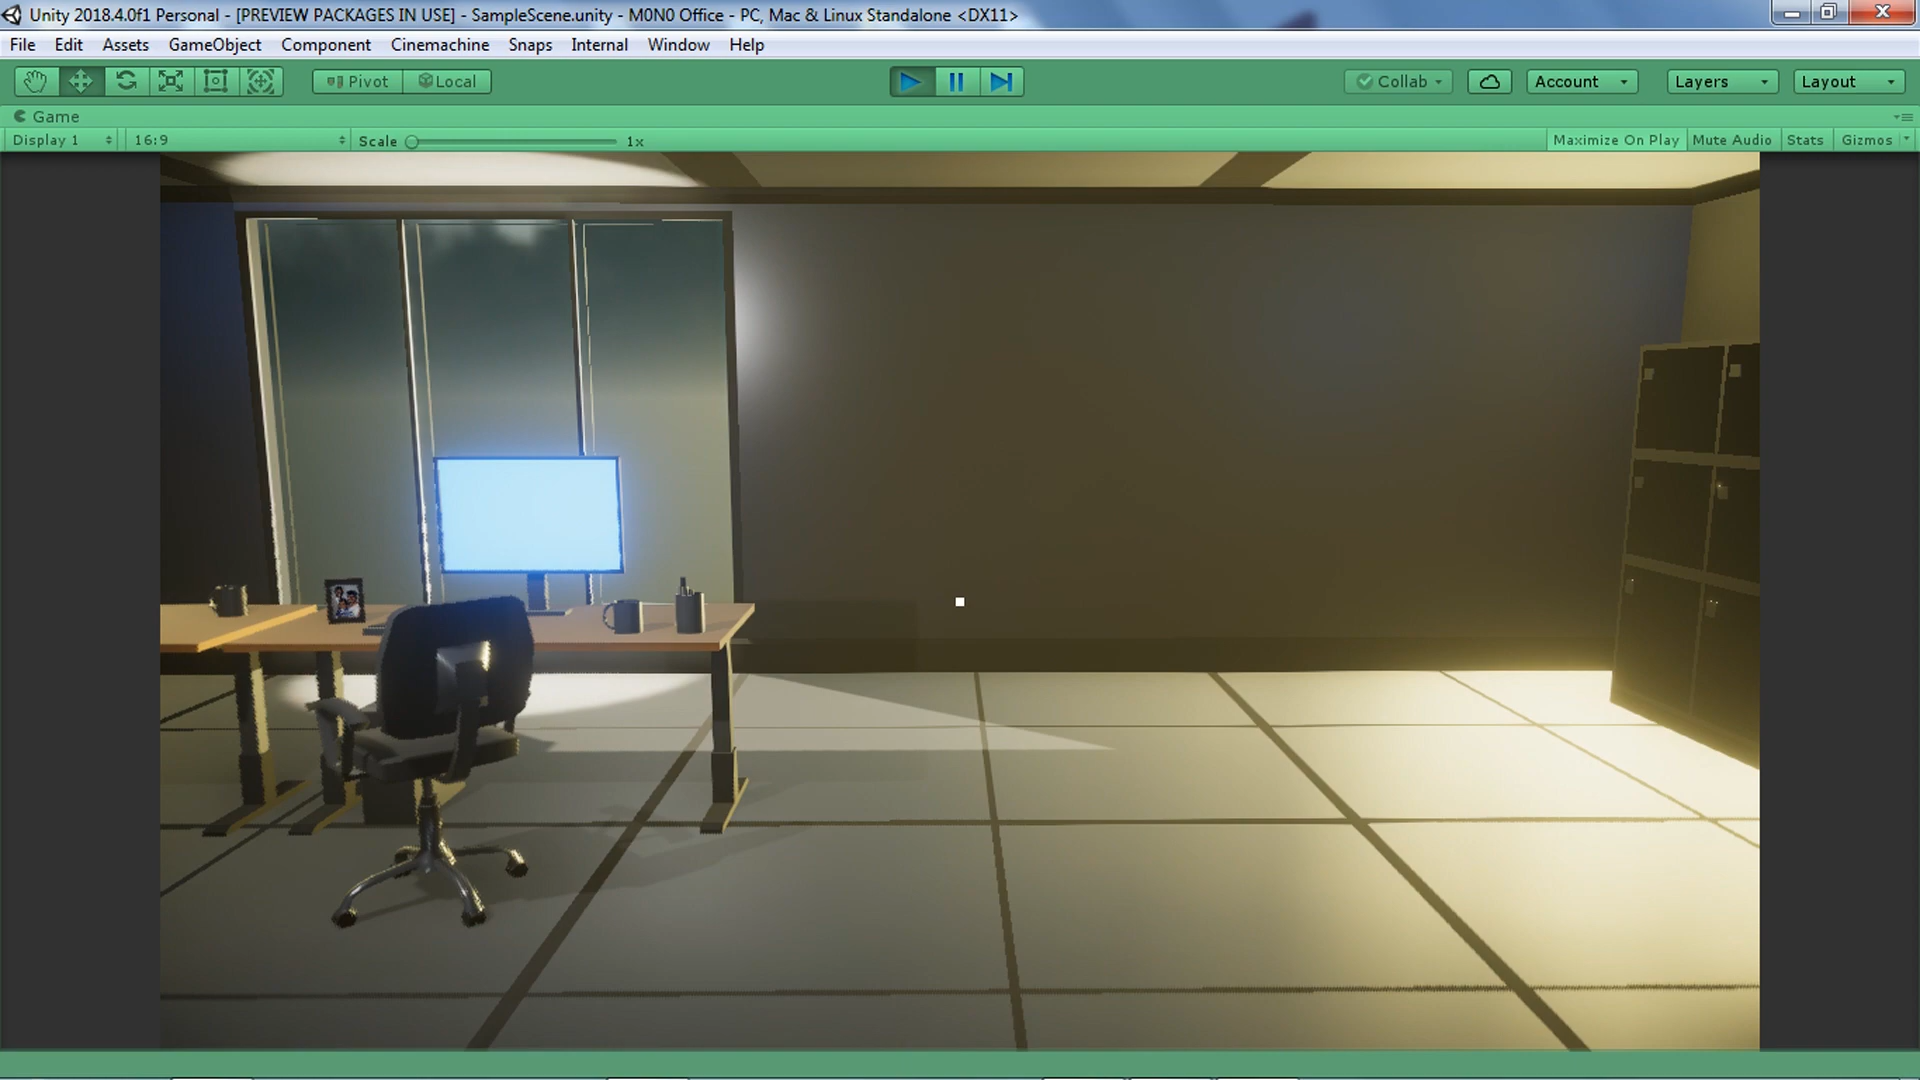 Unity 2018.4.0f1 Personal - [PREVIEW PACKAGES IN USE] - SampleScene.unity - M0N0 Office - PC, Mac & Linux Standalone <DX11>
File Edit Assets GameObject Component Cinemachine Snaps Internal Window Help
Pivot Local Collab Account Layers Layout
Game
Display 1 16:9 Scale 1x Maximize On Play Mute Audio Stats Gizmos